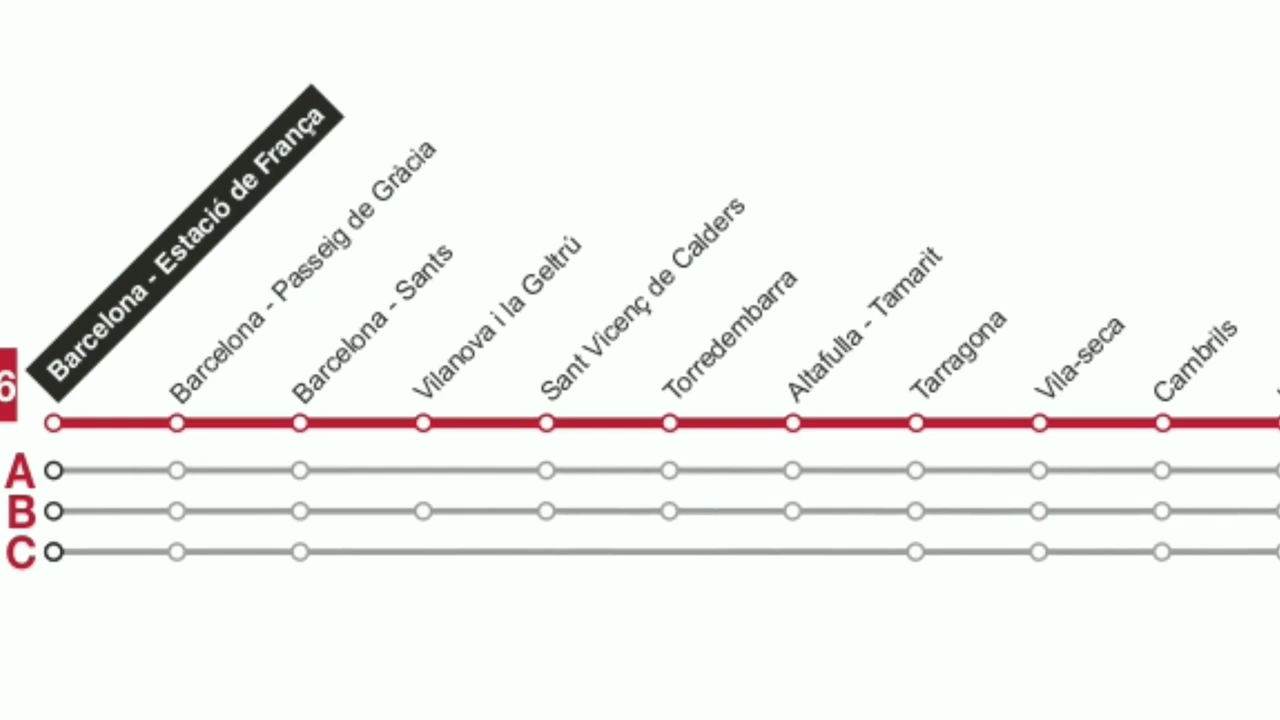 Barcelona - Estació de França
Barcelona - Passeig de Gràcia
Barcelona - Sants
Vilanova i la Geltrú
Sant Vicenç de Calders
Torredembarra
Altafulla - Tamarit
Tarragona
Vila-seca
Cambrils
6
A
B
C